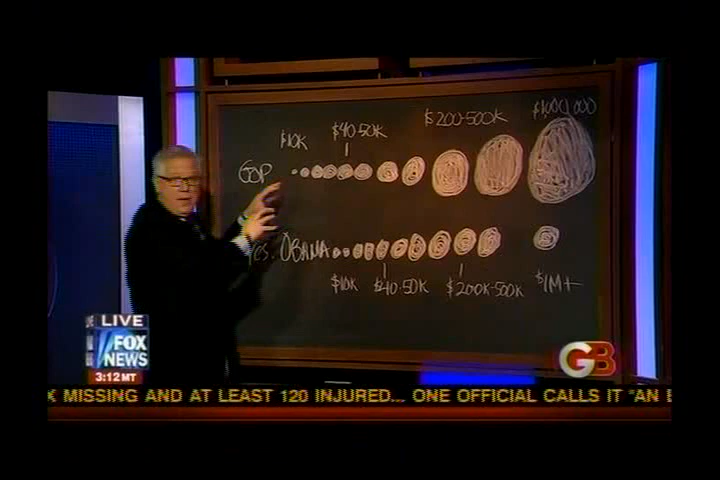 $1,000,000
$200-500K
$40-50K
$10K
GOP
Pres. OBAMA
$10K
$40-50K
$200K-500K
$1M+
LIVE
FOX
NEWS
3:12 MT
GB
X MISSING AND AT LEAST 120 INJURED... ONE OFFICIAL CALLS IT "AN